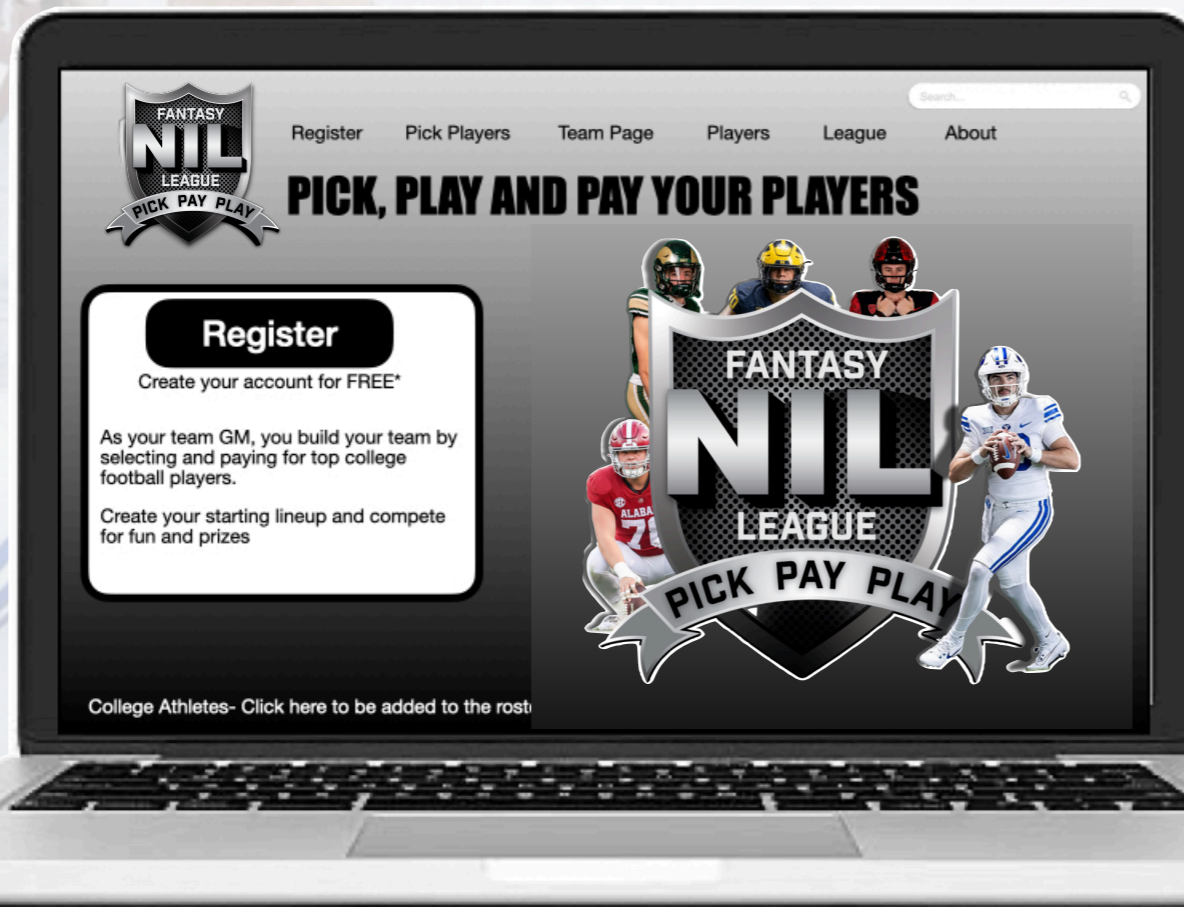 FANTASY
NIL
LEAGUE
PICK PAY PLAY
Search...
Register
Pick Players
Team Page
Players
League
About
PICK, PLAY AND PAY YOUR PLAYERS
Register
Create your account for FREE*
As your team GM, you build your team by
selecting and paying for top college
football players.
Create your starting lineup and compete
for fun and prizes
FANTASY
NIL
LEAGUE
PICK PAY PLAY
ALABA
College Athletes- Click here to be added to the